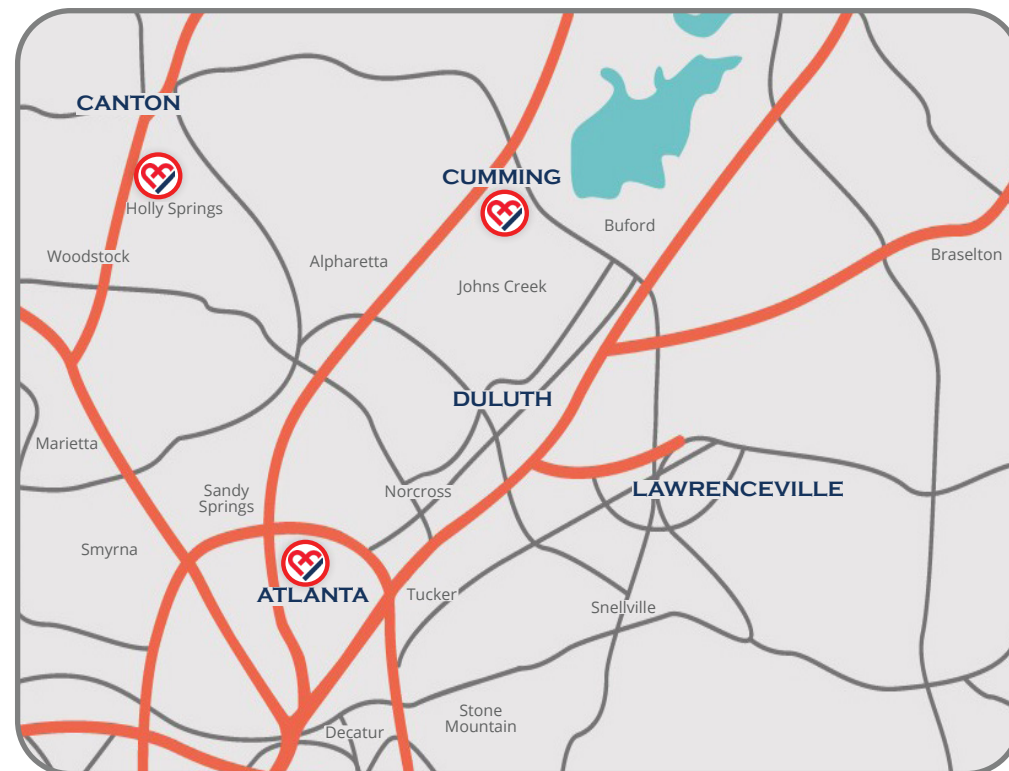 CANTON
CUMMING
Holly Springs
Buford
Woodstock
Alpharetta
Braselton
Johns Creek
DULUTH
Marietta
Sandy
Springs
Norcross
LAWRENCEVILLE
Smyrna
ATLANTA
Tucker
Snellville
Stone
Mountain
Decatur